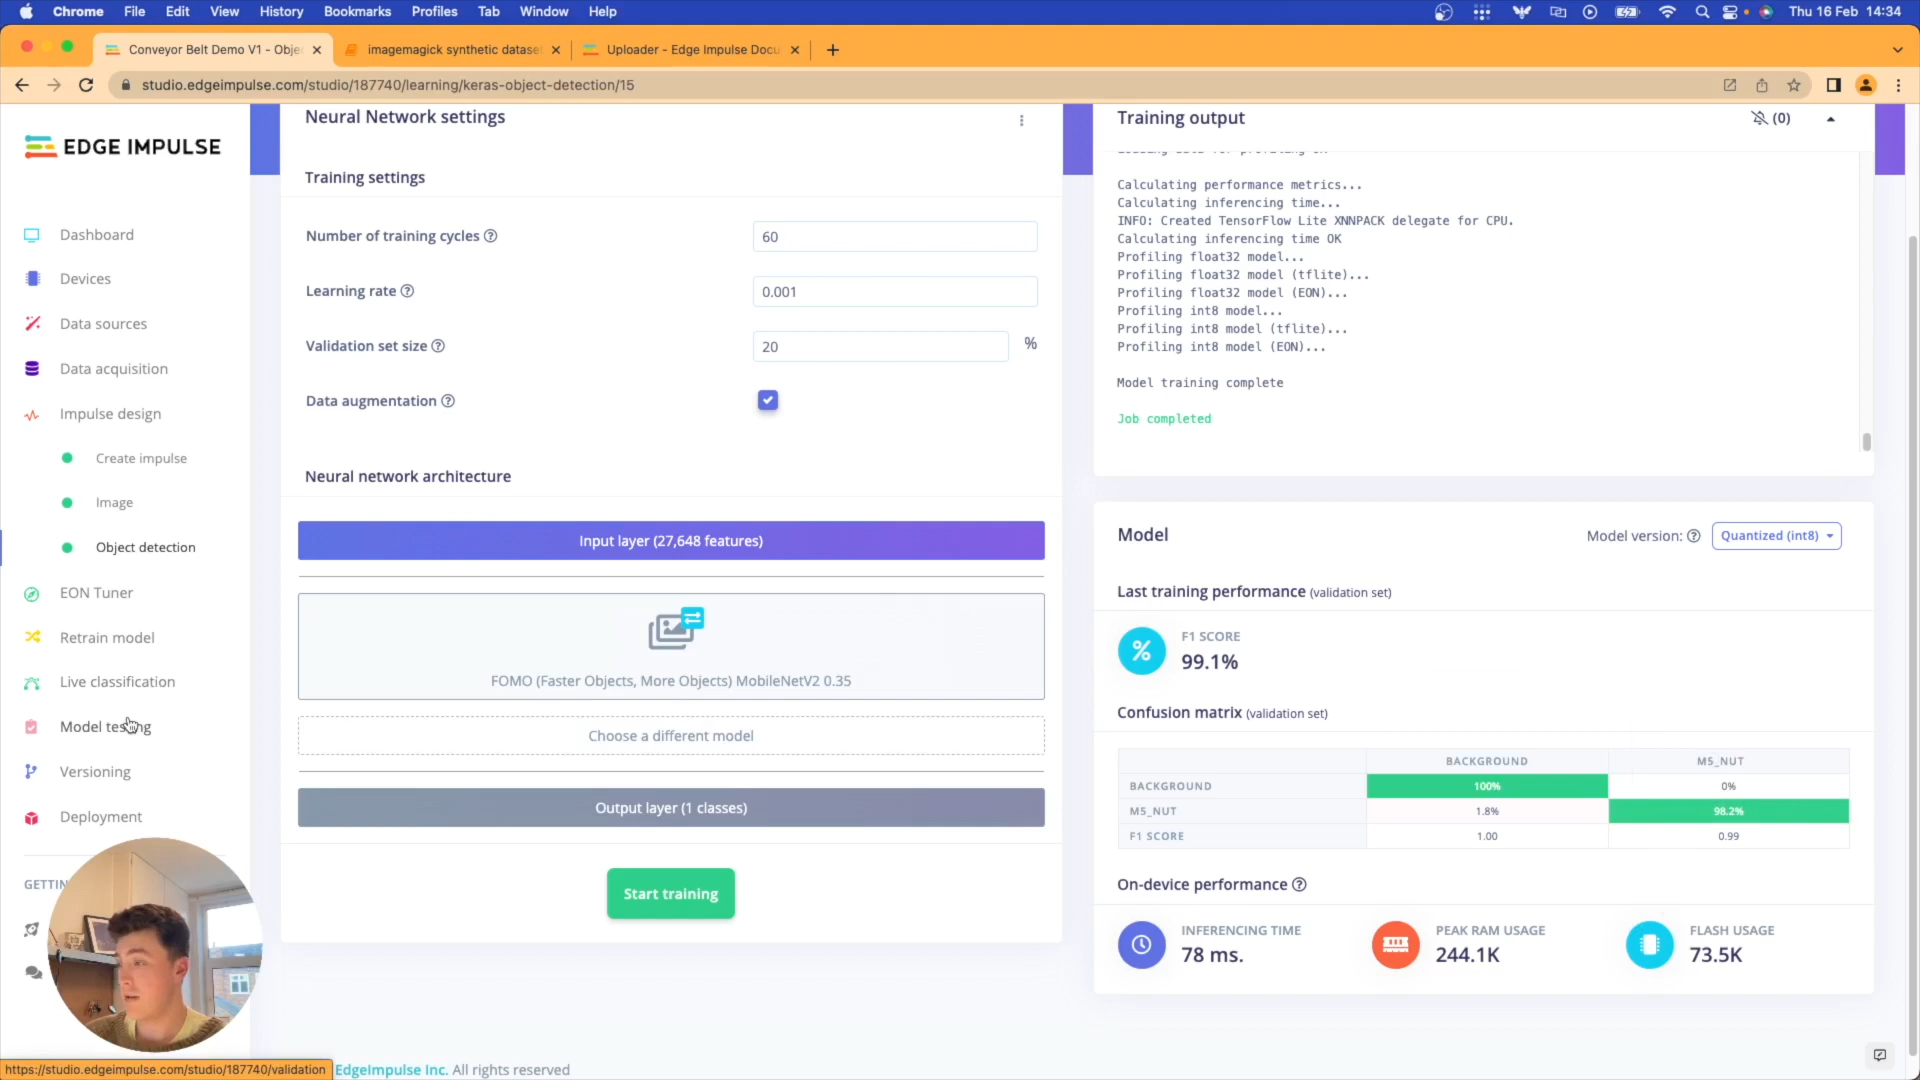 Chrome File Edit View History Bookmarks Profiles Tab Window Help Thu 16 Feb 14:34
Conveyor Belt Demo V1 - Obje
imagemagick synthetic dataset
Uploader - Edge Impulse Docu
studio.edgeimpulse.com/studio/187740/learning/keras-object-detection/15
EDGE IMPULSE
Dashboard
Devices
Data sources
Data acquisition
Impulse design
Create impulse
Image
Object detection
EON Tuner
Retrain model
Live classification
Model testing
Versioning
Deployment
GETTIN
Neural Network settings
Training settings
Number of training cycles ?
60
Learning rate ?
0.001
Validation set size ?
20
%
Data augmentation ?
Neural network architecture
Input layer (27,648 features)
FOMO (Faster Objects, More Objects) MobileNetV2 0.35
Choose a different model
Output layer (1 classes)
Start training
Training output
(0)
Calculating performance metrics...
Calculating inferencing time...
INFO: Created TensorFlow Lite XNNPACK delegate for CPU.
Calculating inferencing time OK
Profiling float32 model...
Profiling float32 model (tflite)...
Profiling float32 model (EON)...
Profiling int8 model...
Profiling int8 model (tflite)...
Profiling int8 model (EON)...
Model training complete
Job completed
Model
Model version: ?
Quantized (int8)
Last training performance (validation set)
%
F1 SCORE
99.1%
Confusion matrix (validation set)
BACKGROUND M5_NUT
BACKGROUND 100% 0%
M5_NUT 1.8% 98.2%
F1 SCORE 1.00 0.99
On-device performance ?
INFERENCING TIME
78 ms.
PEAK RAM USAGE
244.1K
FLASH USAGE
73.5K
https://studio.edgeimpulse.com/studio/187740/validation
EdgeImpulse Inc. All rights reserved